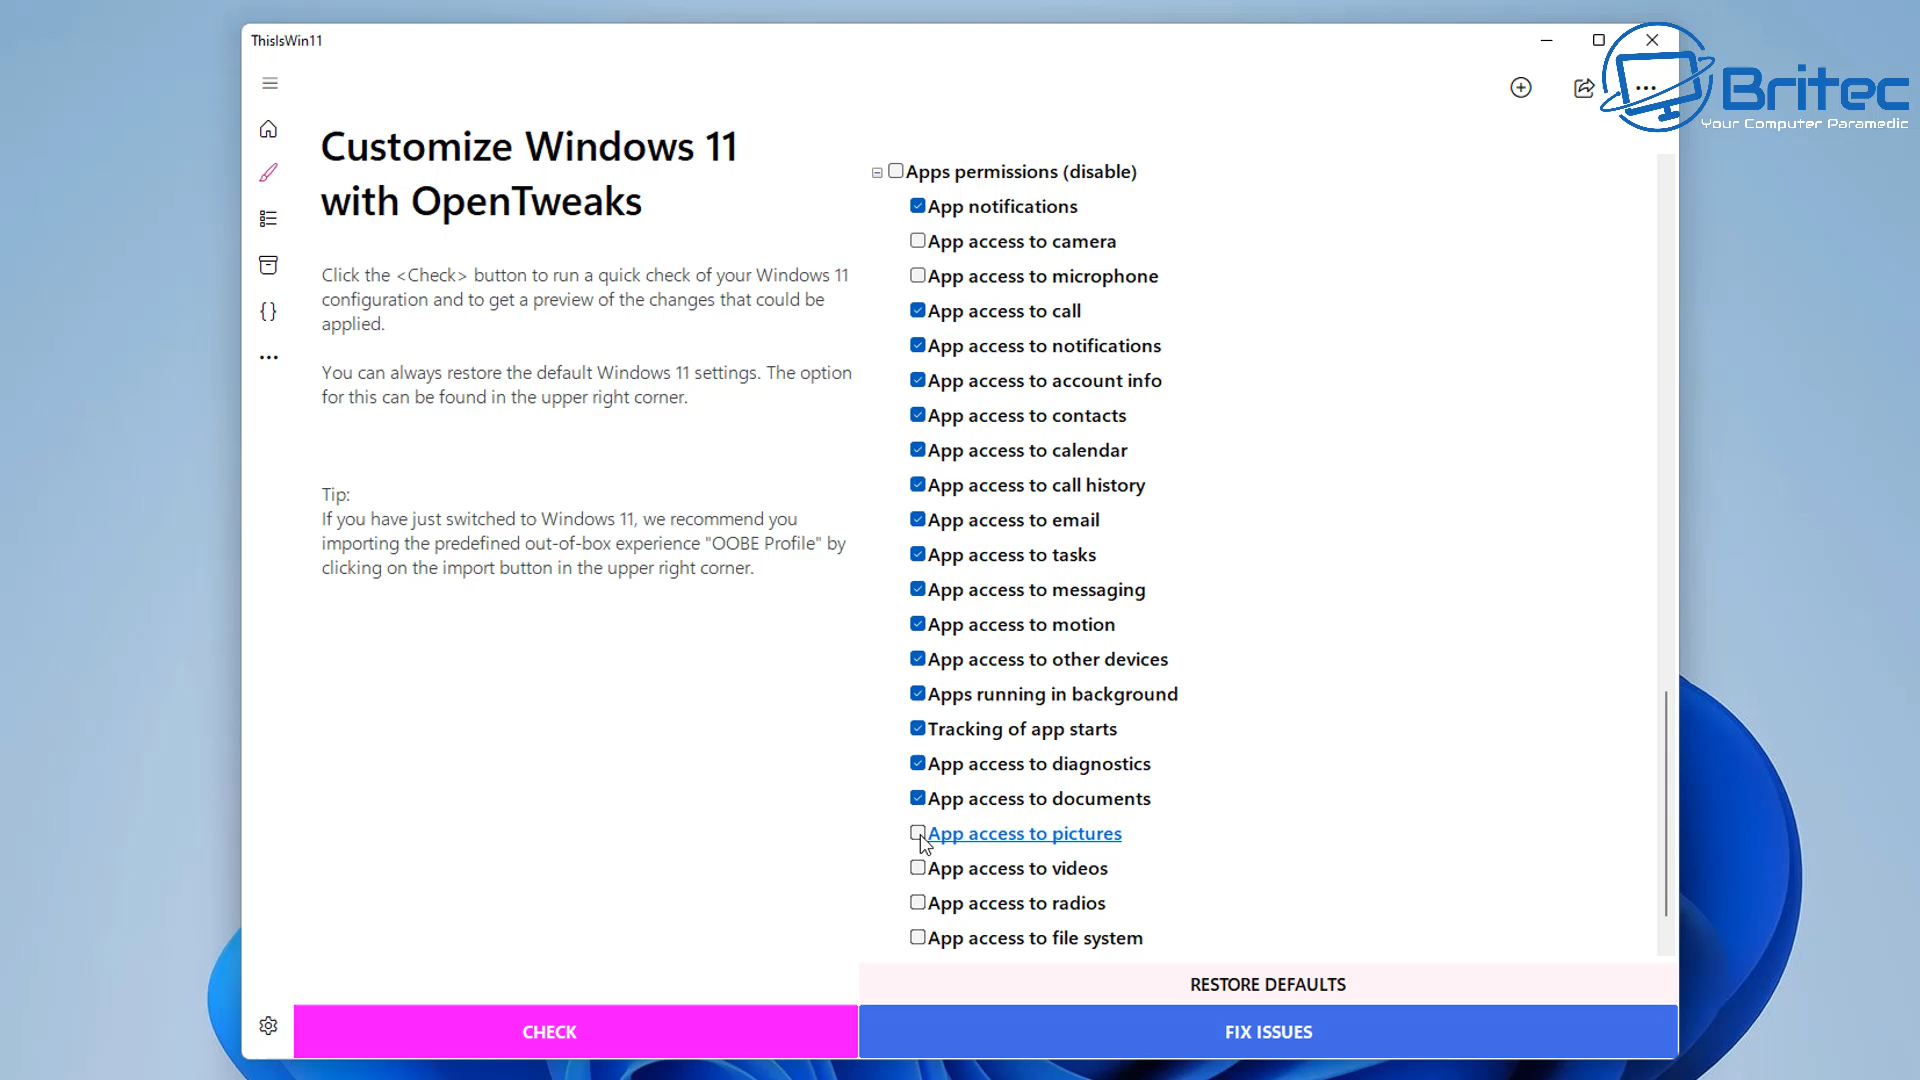 ThisIsWin11
Britec
Your Computer Paramedic
Customize Windows 11
with OpenTweaks
Click the <Check> button to run a quick check of your Windows 11
configuration and to get a preview of the changes that could be
applied.
You can always restore the default Windows 11 settings. The option
for this can be found in the upper right corner.
Tip:
If you have just switched to Windows 11, we recommend you
importing the predefined out-of-box experience "OOBE Profile" by
clicking on the import button in the upper right corner.
Apps permissions (disable)
App notifications
App access to camera
App access to microphone
App access to call
App access to notifications
App access to account info
App access to contacts
App access to calendar
App access to call history
App access to email
App access to tasks
App access to messaging
App access to motion
App access to other devices
Apps running in background
Tracking of app starts
App access to diagnostics
App access to documents
App access to pictures
App access to videos
App access to radios
App access to file system
RESTORE DEFAULTS
CHECK
FIX ISSUES